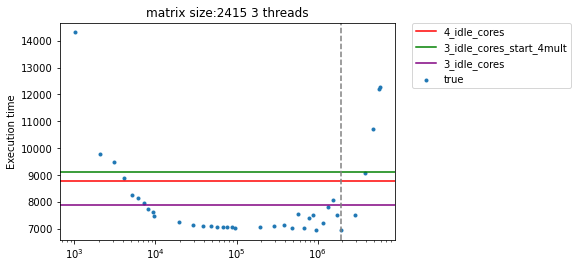 matrix size:2415 3 threads
Execution time
14000
13000
12000
11000
10000
9000
8000
7000
10³
10⁴
10⁵
10⁶
4_idle_cores
3_idle_cores_start_4mult
3_idle_cores
true